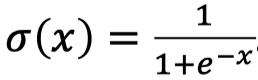 σ(x) = 1/(1+e^{-x})